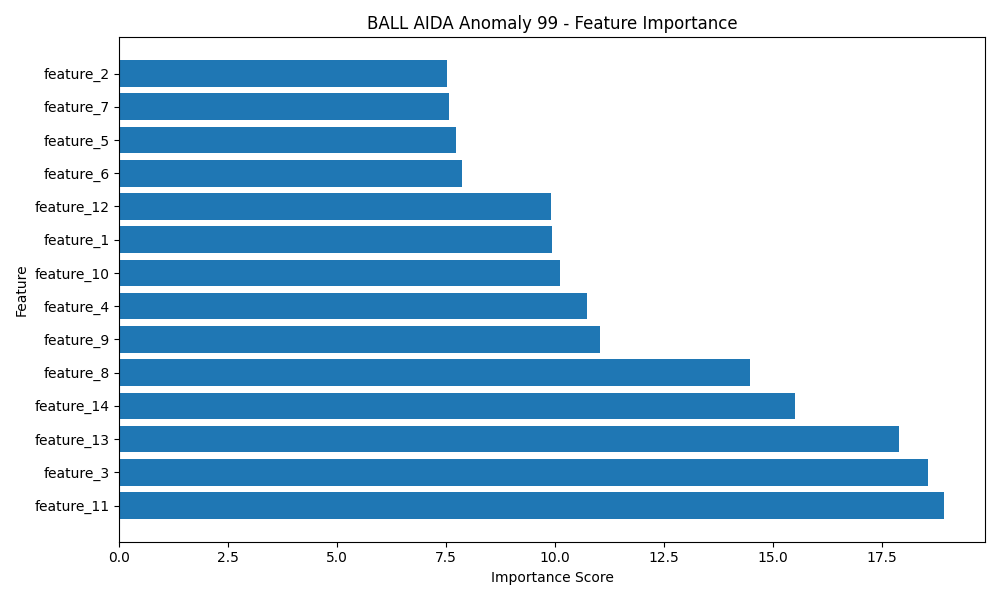 BALL AIDA Anomaly 99 - Feature Importance
feature_2
feature_7
feature_5
feature_6
feature_12
feature_1
feature_10
feature_4
feature_9
feature_8
feature_14
feature_13
feature_3
feature_11
Feature
0.0 2.5 5.0 7.5 10.0 12.5 15.0 17.5
Importance Score